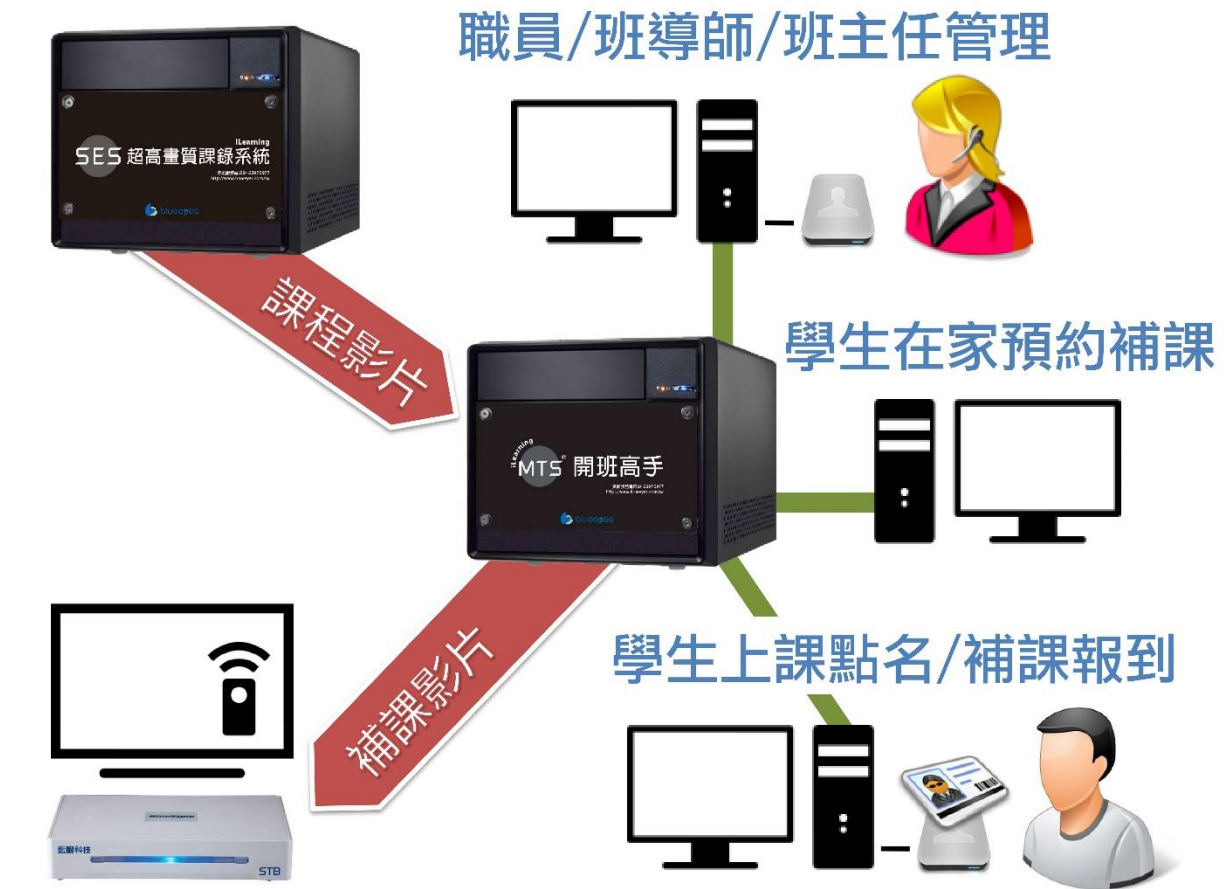 職員/班導師/班主任管理
iLearning
SES 超高畫質課錄系統
blueeyes
課程影片
學生在家預約補課
iLearning
MTS® 開班高手
blueeyes
學生上課點名/補課報到
補課影片
藍眼科技
STB